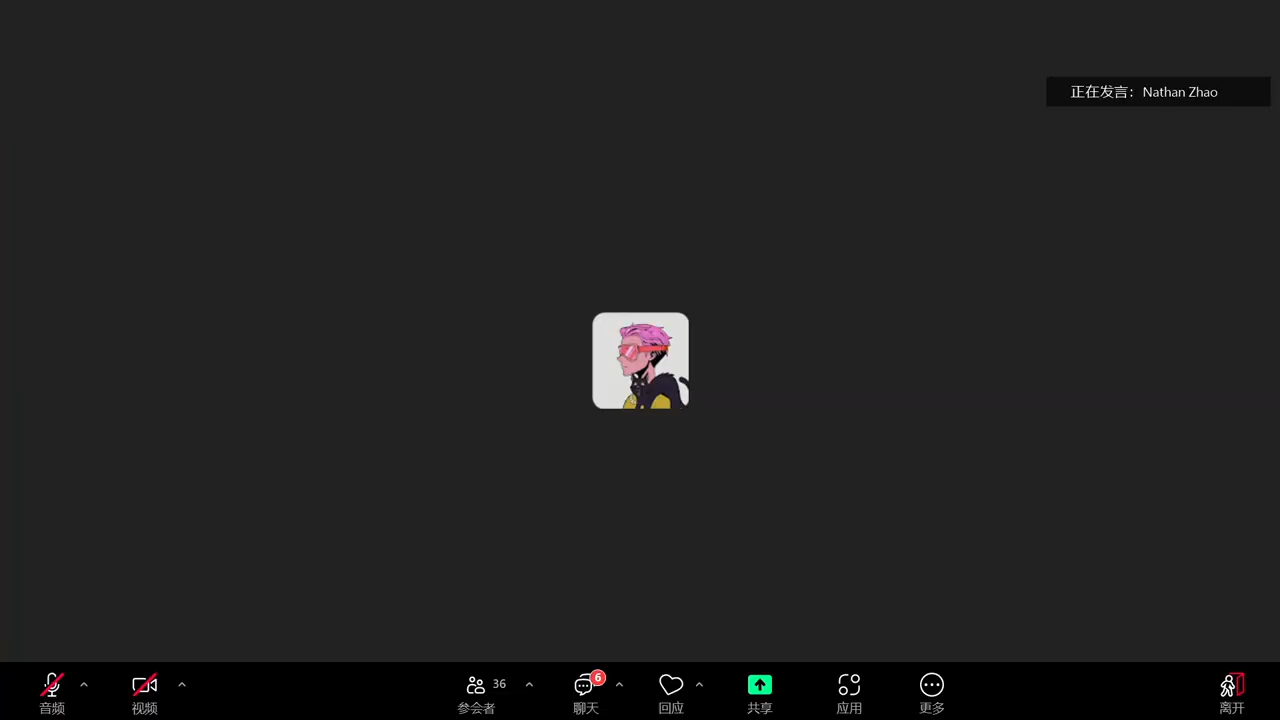 正在发言：Nathan Zhao
36
6
音频
视频
参会者
聊天
回应
共享
应用
更多
离开